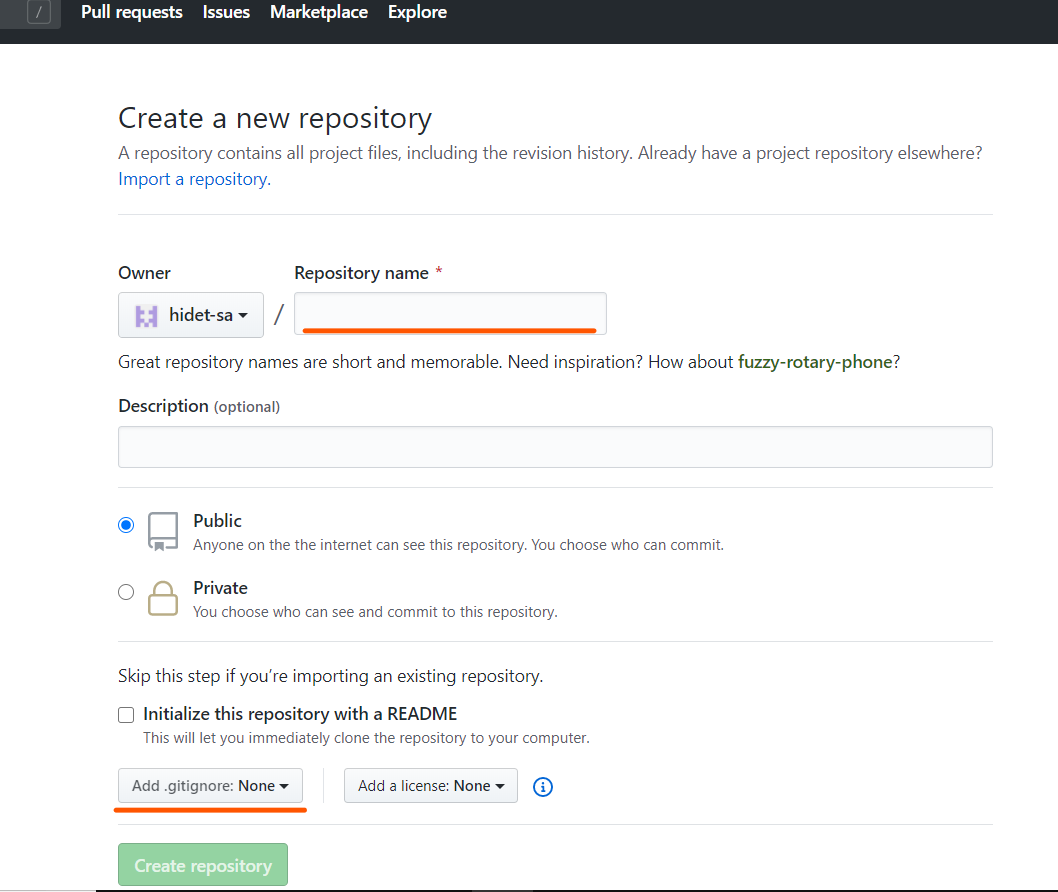 / Pull requests Issues Marketplace Explore
Create a new repository
A repository contains all project files, including the revision history. Already have a project repository elsewhere?
Import a repository.
Owner Repository name *
hidet-sa /
Great repository names are short and memorable. Need inspiration? How about fuzzy-rotary-phone?
Description (optional)
Public
Anyone on the the internet can see this repository. You choose who can commit.
Private
You choose who can see and commit to this repository.
Skip this step if you’re importing an existing repository.
Initialize this repository with a README
This will let you immediately clone the repository to your computer.
Add .gitignore: None Add a license: None
Create repository